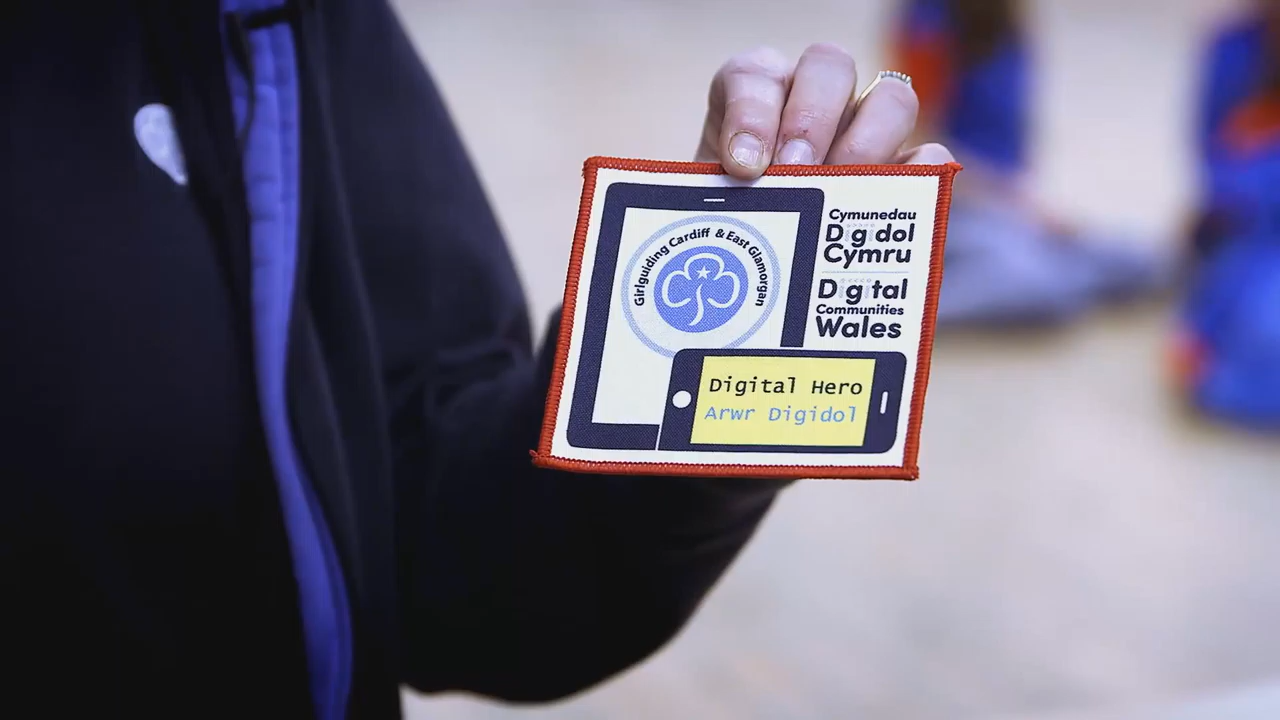 Girlguiding Cardiff & East Glamorgan
Cymunedau
Digidol
Cymru
Digital
Communities
Wales
Digital Hero
Arwr Digidol